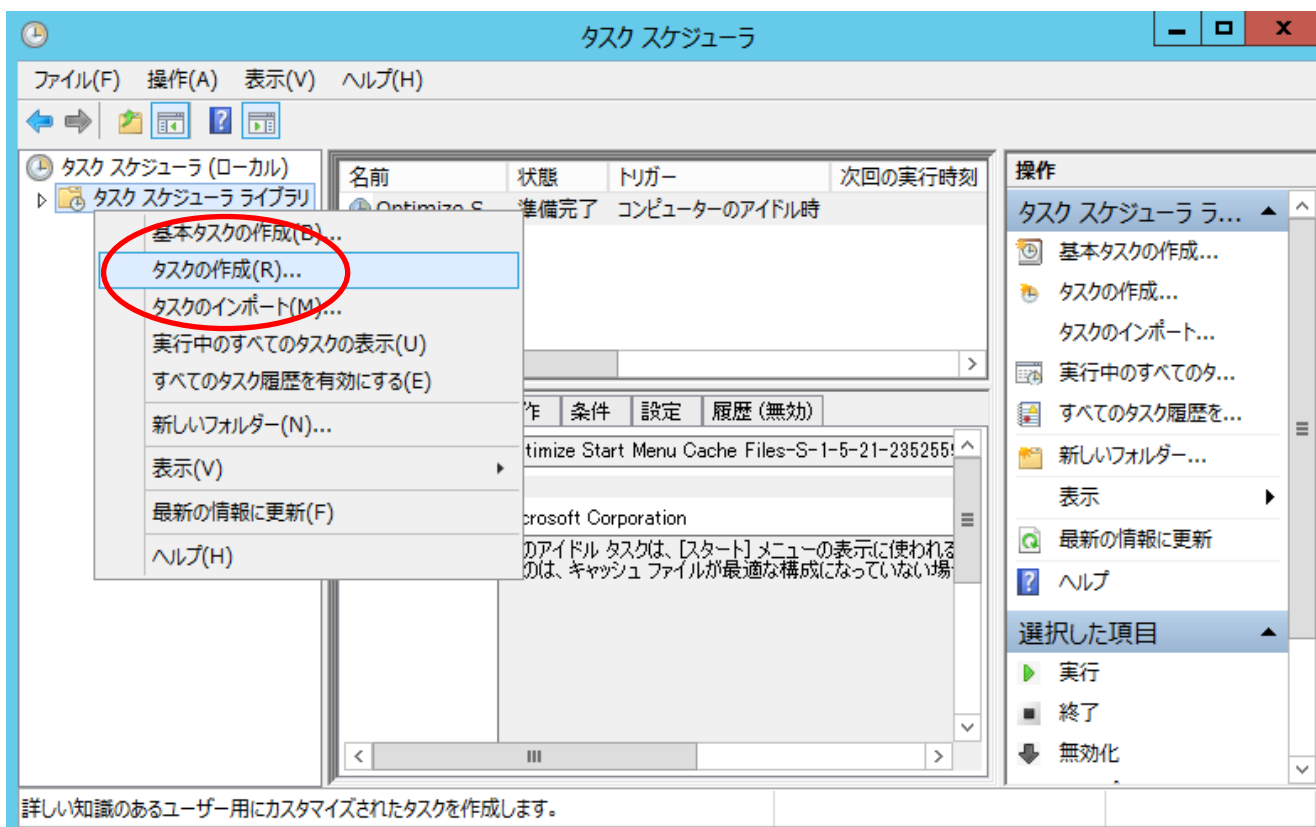 タスク スケジューラ
ファイル(F) 操作(A) 表示(V) ヘルプ(H)
タスク スケジューラ (ローカル)
タスク スケジューラ ライブラリ
基本タスクの作成(B)...
タスクの作成(R)...
タスクのインポート(M)...
実行中のすべてのタスクの表示(U)
すべてのタスク履歴を有効にする(E)
新しいフォルダー(N)...
表示(V)
最新の情報に更新(F)
ヘルプ(H)
名前 状態 トリガー 次回の実行時刻
Optimize S... 準備完了 コンピューターのアイドル時
作 条件 設定 履歴 (無効)
timize Start Menu Cache Files-S-1-5-21-235255
crosoft Corporation
のアイドル タスクは、[スタート] メニューの表示に使われる
のは、キャッシュ ファイルが最適な構成になっていない場
操作
タスク スケジューラ ラ...
基本タスクの作成...
タスクの作成...
タスクのインポート...
実行中のすべてのタ...
すべてのタスク履歴を...
新しいフォルダー...
表示
最新の情報に更新
ヘルプ
選択した項目
実行
終了
無効化
詳しい知識のあるユーザー用にカスタマイズされたタスクを作成します。